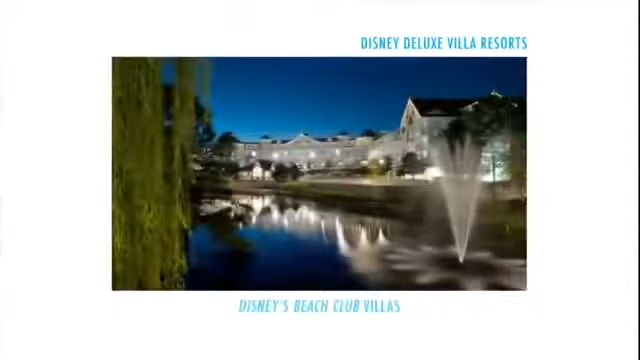 DISNEY DELUXE VILLA RESORTS
DISNEY'S BEACH CLUB VILLAS